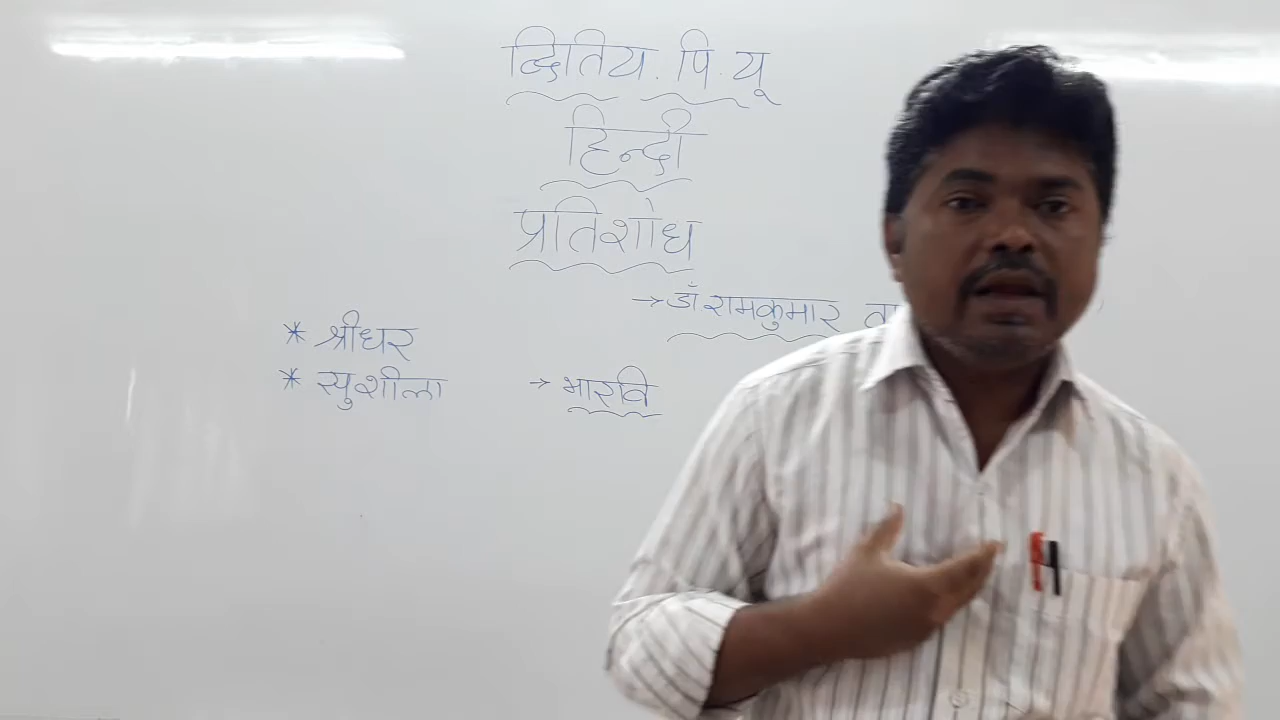 द्वितिय. पि. यू
हिन्दी
प्रतिशोध
→ डॉ रामकुमार
* श्रीधर
* सुशीला → भारवि